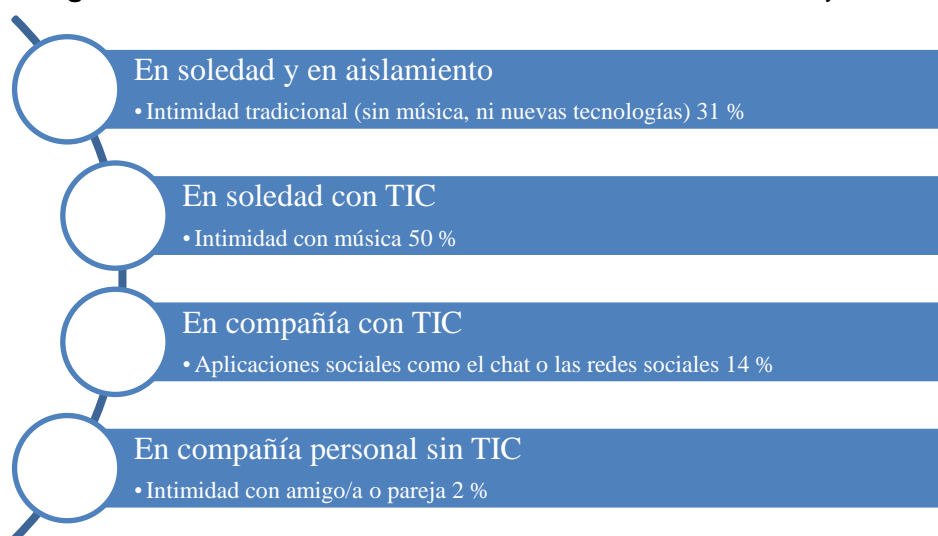 En soledad y en aislamiento
• Intimidad tradicional (sin música, ni nuevas tecnologías) 31 %
En soledad con TIC
• Intimidad con música 50 %
En compañía con TIC
• Aplicaciones sociales como el chat o las redes sociales 14 %
En compañía personal sin TIC
• Intimidad con amigo/a o pareja 2 %